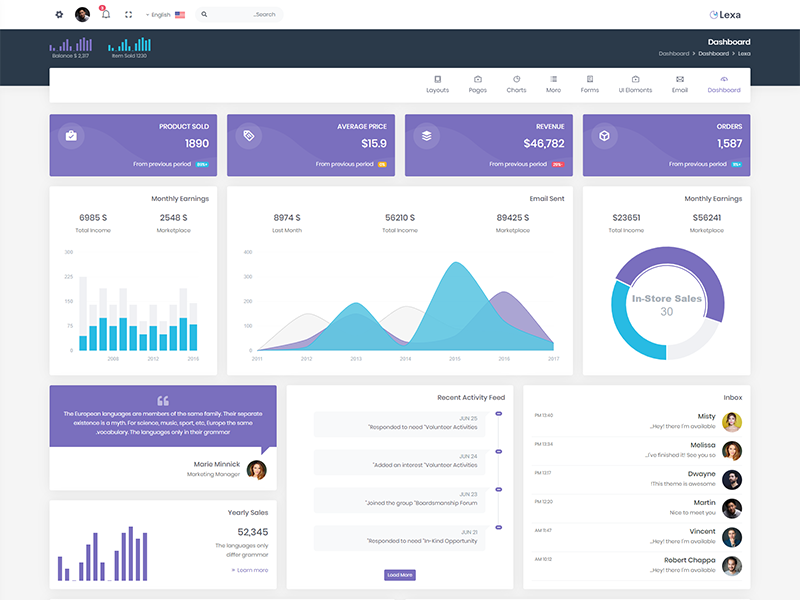 Lexa
3
English
..Search
Dashboard
Dashboard > Dashboard > Lexa
Balance $ 2,317
Item Sold 1230
Layouts
Pages
Charts
More
Forms
UI Elements
Email
Dashboard
PRODUCT SOLD
1890
From previous period
AVERAGE PRICE
$15.9
From previous period 0%
REVENUE
$46,782
From previous period
ORDERS
1,587
From previous period
Monthly Earnings
6985 $
Total Income
2548 $
Marketplace
300
225
150
75
0
2008
2012
2016
Email Sent
8974 $
Last Month
56210 $
Total Income
89425 $
Marketplace
400
300
200
100
0
2011
2012
2013
2014
2015
2016
2017
Monthly Earnings
$23651
Total Income
$56241
Marketplace
In-Store Sales
30
The European languages are members of the same family. Their separate
existence is a myth. For science, music, sport, etc, Europe the same
.vocabulary. The languages only in their grammar
Marie Minnick
Marketing Manager
Yearly Sales
52,345
The languages only
differ grammar
Learn more
Recent Activity Feed
JUN 25
"Responded to need "Volunteer Activities
JUN 24
"Added an interest "Volunteer Activities
JUN 23
"Joined the group "Boardsmanship Forum
JUN 21
"Responded to need "In-Kind Opportunity
Load More
Inbox
PM 13:40
Misty
..Hey! there I'm available
PM 13:34
Melissa
..I've finished it! See you so
PM 13:17
Dwayne
!This theme is awesome
PM 12:20
Martin
Nice to meet you
AM 11:47
Vincent
..Hey! there I'm available
AM 10:12
Robert Chappa
..Hey! there I'm available